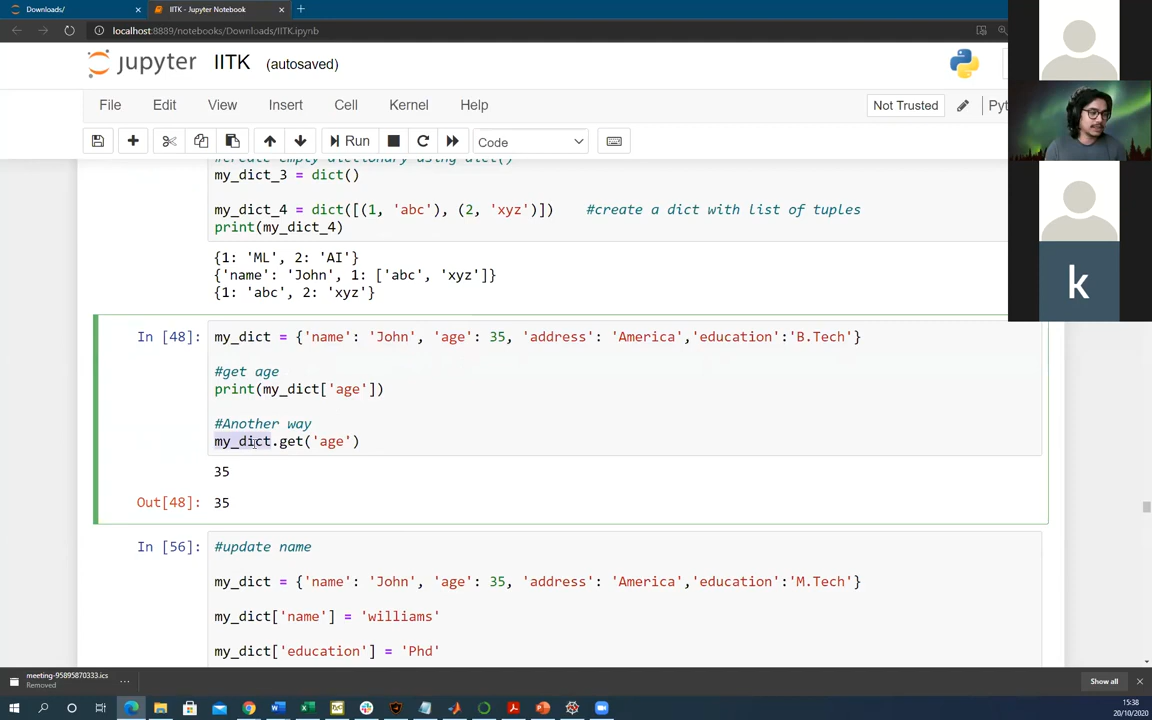 Downloads/
IITK - Jupyter Notebook
localhost:8889/notebooks/Downloads/IITK.ipynb
jupyter IITK (autosaved)
File Edit View Insert Cell Kernel Help
Not Trusted
Run
Code
#create empty dictionary using dict()
my_dict_3 = dict()
my_dict_4 = dict([(1, 'abc'), (2, 'xyz')]) #create a dict with list of tuples
print(my_dict_4)
{1: 'ML', 2: 'AI'}
{'name': 'John', 1: ['abc', 'xyz']}
{1: 'abc', 2: 'xyz'}
In [48]: my_dict = {'name': 'John', 'age': 35, 'address': 'America','education':'B.Tech'}
#get age
print(my_dict['age'])
#Another way
my_dict.get('age')
35
Out[48]: 35
In [56]: #update name
my_dict = {'name': 'John', 'age': 35, 'address': 'America','education':'M.Tech'}
my_dict['name'] = 'williams'
my_dict['education'] = 'Phd'
k
meeting-95895870333.ics
Removed
Show all
15:38
20/10/2020